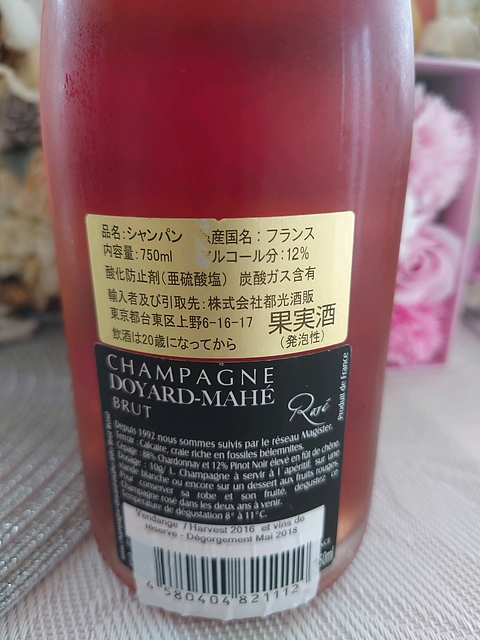 品名:シャンパン 産国名:フランス
内容量:750ml ルコール分:12%
酸化防止剤(亜硫酸塩) 炭酸ガス含有
輸入者及び引取先:株式会社都光酒販
東京都台東区上野6-16-17 果実酒
飲酒は20歳になってから (発泡性)
CHAMPAGNE
DOYARD-MAHÉ
BRUT Rosé
Produit de France
Depuis 1992 nous sommes suivis par le réseau Magister.
Terroir: Calcaire, craie riche en fossiles bélemnites.
Cépage: 88% Chardonnay et 12% Pinot Noir élevé en fût de chêne.
Dosage: 10g/ L. Champagne à servir à l'apéritif, sur une
viande blanche ou encore sur un dessert aux fruits rouges.
Pour conserver sa robe et son fruité, dégustez ce
Champagne rosé dans les deux ans à venir.
Température de dégustation 8° à 11°C.
Vendange /Harvest 2016 et vins de
réserve - Dégorgement Mai 2018
4 580404 821112